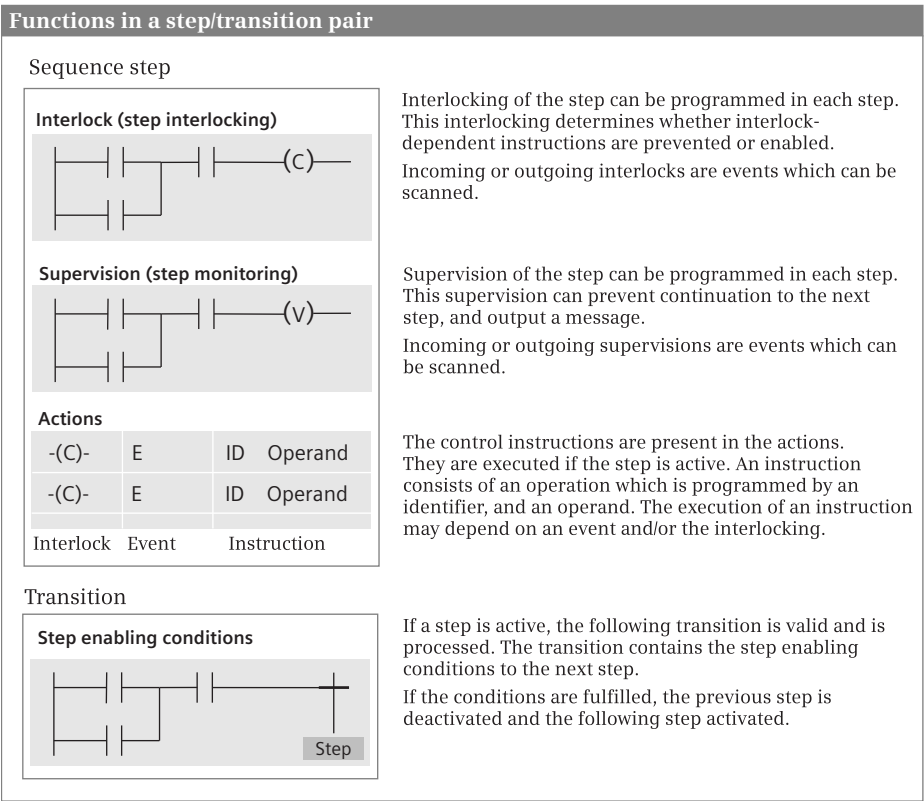 Functions in a step/transition pair
Sequence step
Interlock (step interlocking)
(C)
Interlocking of the step can be programmed in each step.
This interlocking determines whether interlock-
dependent instructions are prevented or enabled.
Incoming or outgoing interlocks are events which can be
scanned.
Supervision (step monitoring)
(V)
Supervision of the step can be programmed in each step.
This supervision can prevent continuation to the next
step, and output a message.
Incoming or outgoing supervisions are events which can
be scanned.
Actions
-(C)- E ID Operand
-(C)- E ID Operand
Interlock Event Instruction
The control instructions are present in the actions.
They are executed if the step is active. An instruction
consists of an operation which is programmed by an
identifier, and an operand. The execution of an instruction
may depend on an event and/or the interlocking.
Transition
Step enabling conditions
Step
If a step is active, the following transition is valid and is
processed. The transition contains the step enabling
conditions to the next step.
If the conditions are fulfilled, the previous step is
deactivated and the following step activated.